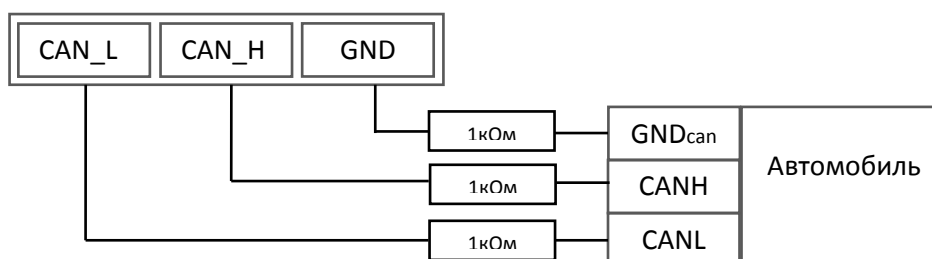 CAN_L CAN_H GND
1кОм GNDcan
Автомобиль
1кОм CANH
1кОм CANL